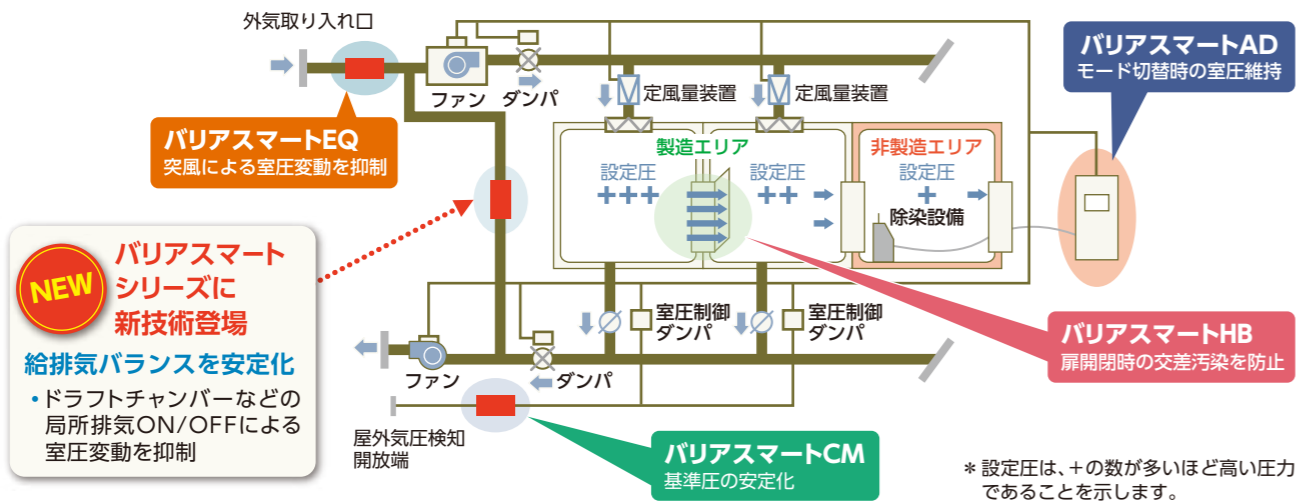 外気取り入れ口
ファン
ダンパ
定風量装置
定風量装置
バリアスマートAD
モード切替時の室圧維持
バリアスマートEQ
突風による室圧変動を抑制
製造エリア
非製造エリア
設定圧
+++
設定圧
++
設定圧
+
除染設備
NEW
バリアスマート
シリーズに
新技術登場
給排気バランスを安定化
・ドラフトチャンバーなどの
局所排気ON/OFFによる
室圧変動を抑制
室圧制御
ダンパ
室圧制御
ダンパ
バリアスマートHB
扉開閉時の交差汚染を防止
ファン
ダンパ
屋外気圧検知
開放端
バリアスマートCM
基準圧の安定化
＊設定圧は、＋の数が多いほど高い圧力
であることを示します。